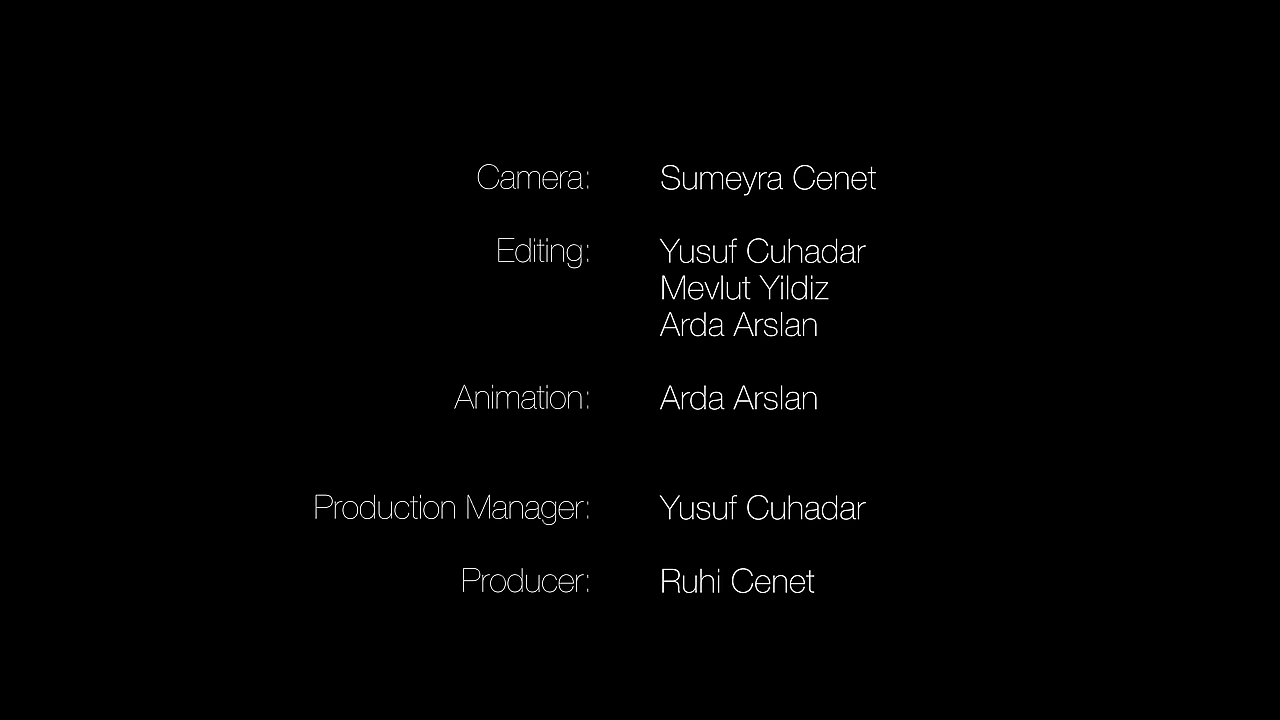 Camera: Sumeyra Cenet
Editing: Yusuf Cuhadar
Mevlut Yildiz
Arda Arslan
Animation: Arda Arslan
Production Manager: Yusuf Cuhadar
Producer: Ruhi Cenet